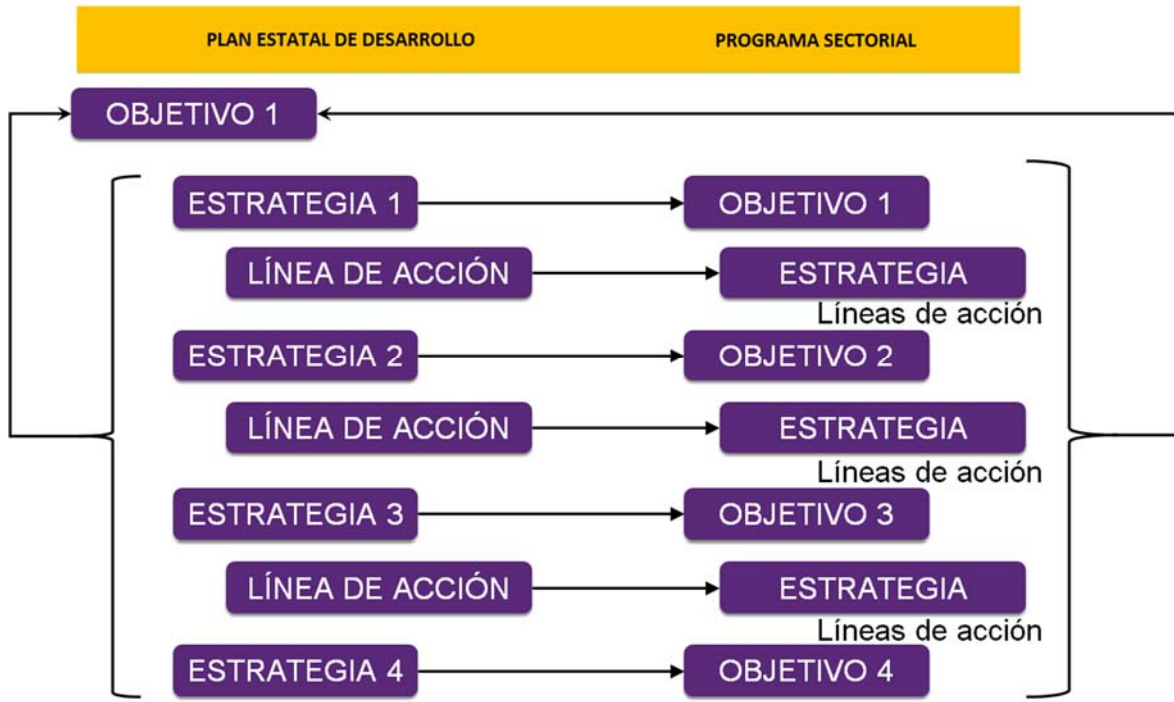 PLAN ESTATAL DE DESARROLLO PROGRAMA SECTORIAL
OBJETIVO 1
ESTRATEGIA 1 OBJETIVO 1
LÍNEA DE ACCIÓN ESTRATEGIA
Líneas de acción
ESTRATEGIA 2 OBJETIVO 2
LÍNEA DE ACCIÓN ESTRATEGIA
Líneas de acción
ESTRATEGIA 3 OBJETIVO 3
LÍNEA DE ACCIÓN ESTRATEGIA
Líneas de acción
ESTRATEGIA 4 OBJETIVO 4